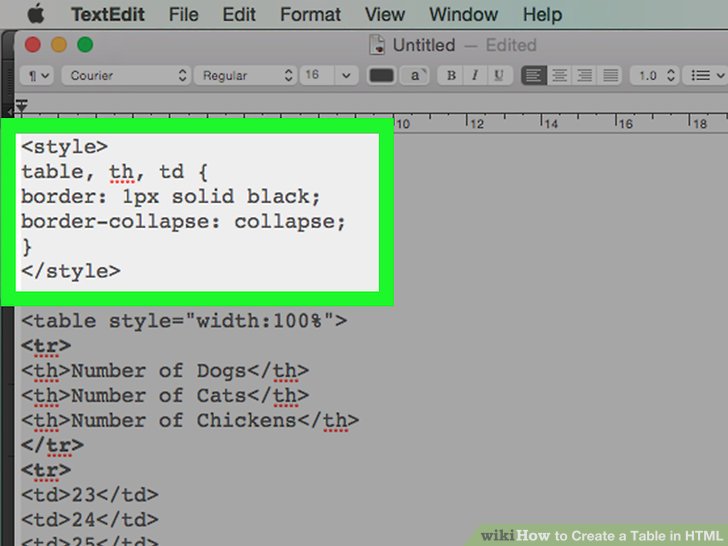 TextEdit File Edit Format View Window Help
Untitled — Edited
¶ Courier Regular 16 a B I U 1.0
10 12 14 16 18
<style>
table, th, td {
border: 1px solid black;
border-collapse: collapse;
}
</style>
<table style="width:100%">
<tr>
<th>Number of Dogs</th>
<th>Number of Cats</th>
<th>Number of Chickens</th>
</tr>
<tr>
<td>23</td>
<td>24</td>
<td>25</td>
wikiHow to Create a Table in HTML